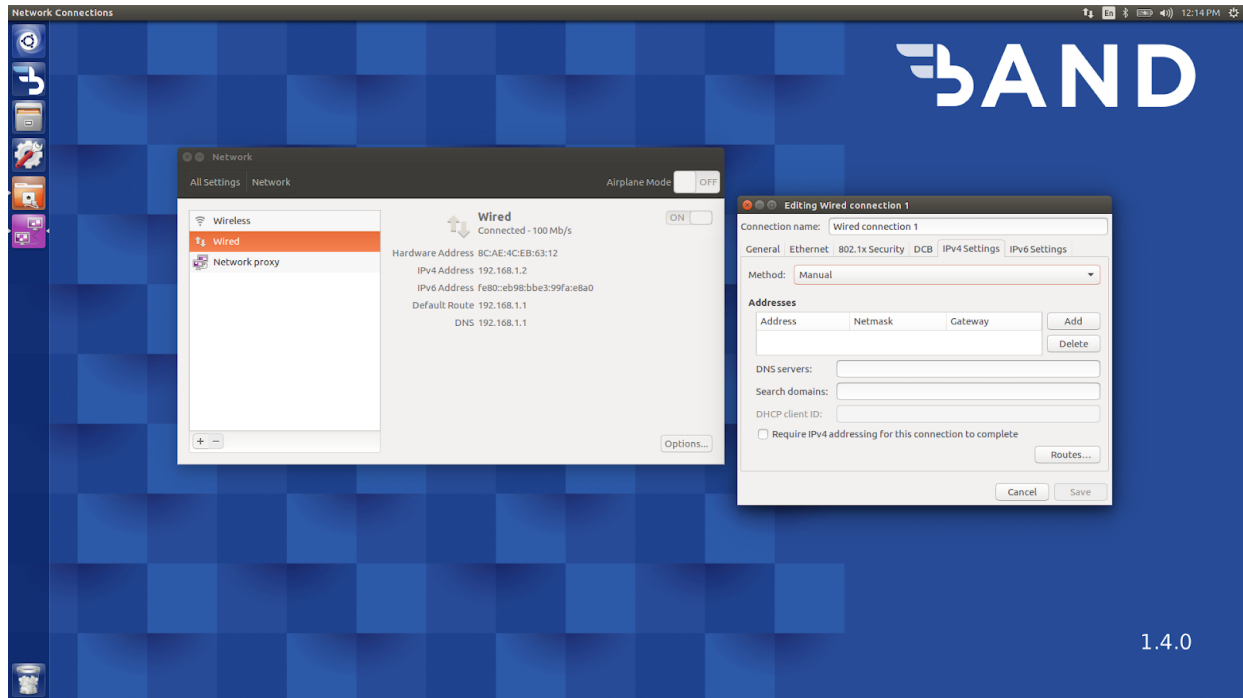 Network Connections
En
12:14 PM
BAND
Network
All Settings Network
Airplane Mode OFF
Wireless
Wired
Network proxy
Wired
Connected - 100 Mb/s
ON
Hardware Address 8C:AE:4C:EB:63:12
IPv4 Address 192.168.1.2
IPv6 Address fe80::eb98:bbe3:99fa:e8a0
Default Route 192.168.1.1
DNS 192.168.1.1
+ −
Options...
Editing Wired connection 1
Connection name: Wired connection 1
General Ethernet 802.1x Security DCB IPv4 Settings IPv6 Settings
Method: Manual
Addresses
Address Netmask Gateway
Add
Delete
DNS servers:
Search domains:
DHCP client ID:
Require IPv4 addressing for this connection to complete
Routes...
Cancel Save
1.4.0